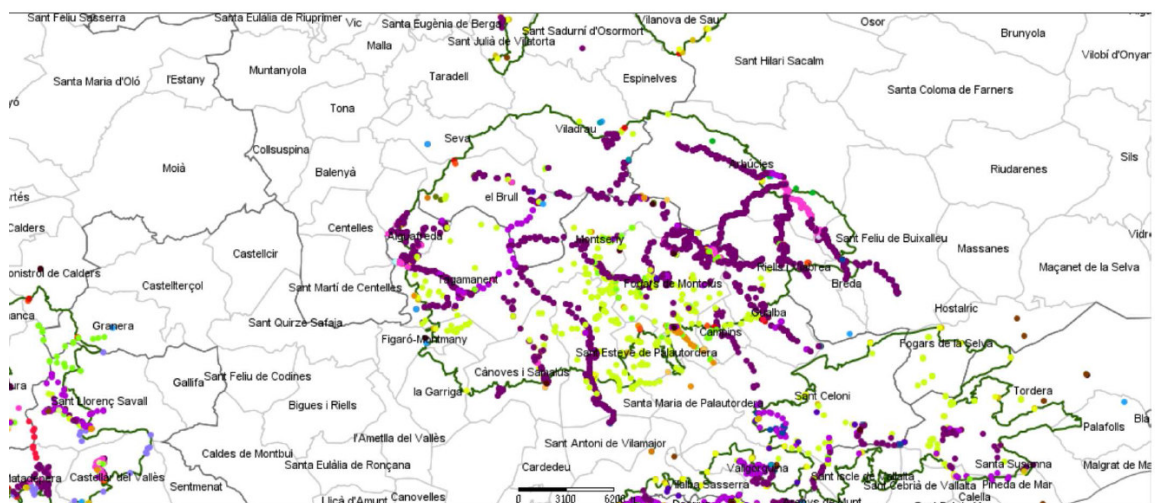 Sant Feliu Sasserra
Santa Eulàlia de Riuprimer
Vic
Santa Eugènia de Berga
Vilanova de Sau
Osor
Sant Sadurní d'Osormort
Brunyola
Malla
Sant Julià de Vilatorta
Vilobí d'Onyar
Sant Hilari Sacalm
Muntanyola
l'Estany
Santa Maria d'Oló
Taradell
Espinelves
Santa Coloma de Farners
Tona
Viladrau
Seva
Collsuspina
Sils
Arbúcies
Moià
Balenyà
Riudarenes
el Brull
Calders
Centelles
Aiguafreda
Montseny
Sant Feliu de Buixalleu
Massanes
Castellcir
Maçanet de la Selva
Castellterçol
Sant Martí de Centelles
Tagamanent
Fogars de Montclús
Breda
Hostalric
Granera
Sant Quirze Safaja
Gualba
Figaró-Montmany
Campins
Fogars de la Selva
Sant Esteve de Palautordera
Gallifa
Sant Feliu de Codines
Cànoves i Samalús
la Garriga
Tordera
Sant Llorenç Savall
Bigues i Riells
Santa Maria de Palautordera
Sant Celoni
Palafolls
l'Ametlla del Vallès
Sant Antoni de Vilamajor
Caldes de Montbui
Santa Eulàlia de Ronçana
Cardedeu
Vallgorguina
Santa Susanna
Castellar del Vallès
Sentmenat
Canovelles
Sant Cebrià de Vallalta
Pineda de Mar
Calella
0 3100 6200